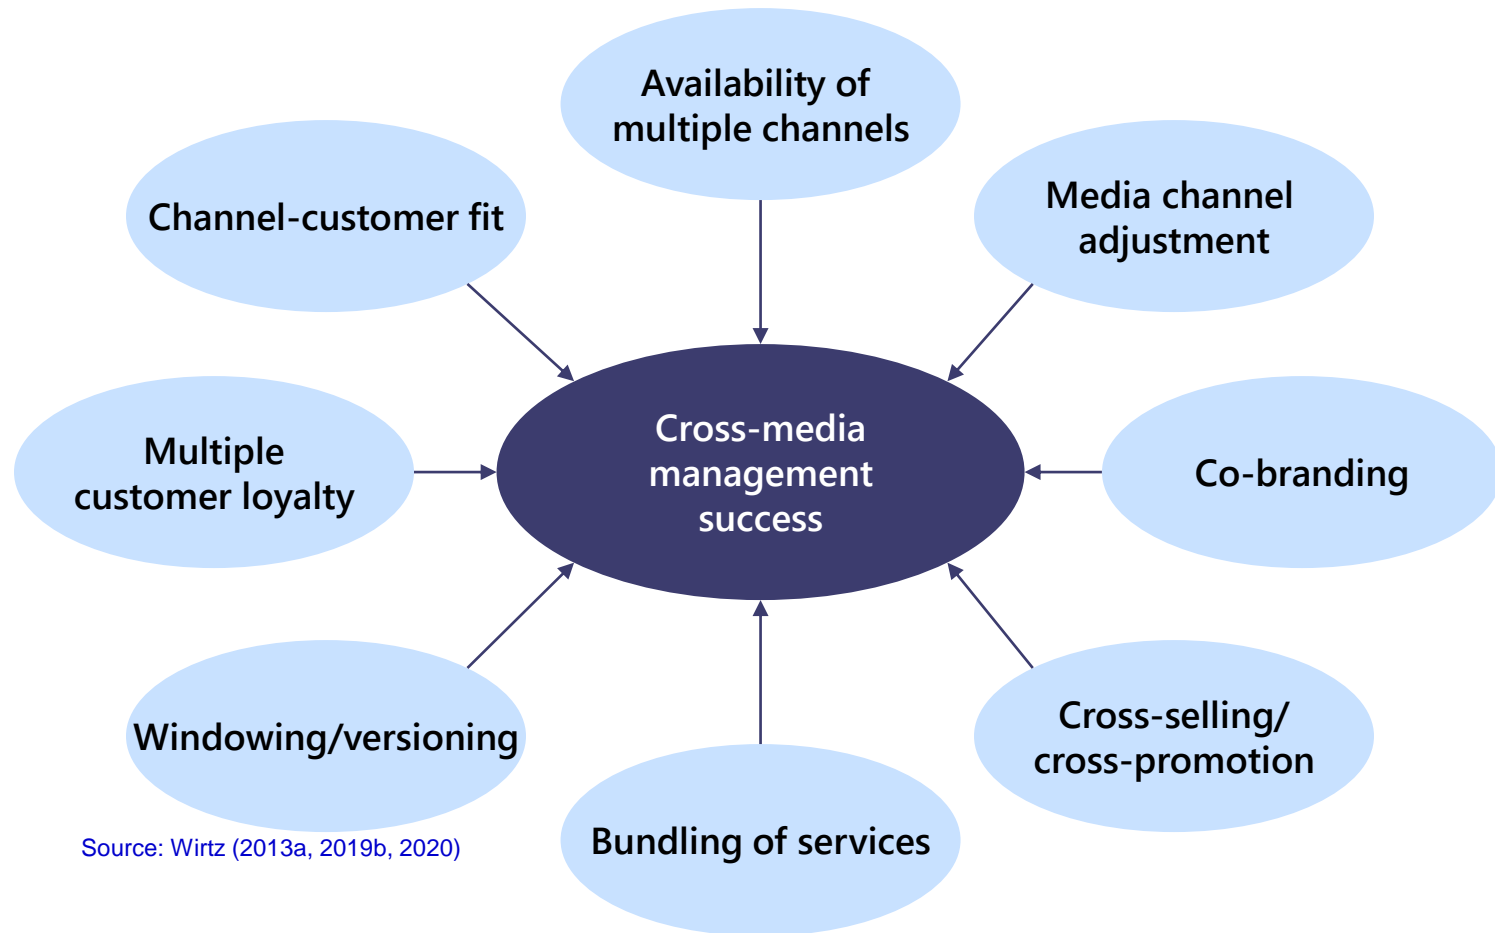 Availability of
multiple channels
Channel-customer fit
Media channel
adjustment
Multiple
customer loyalty
Cross-media
management
success
Co-branding
Windowing/versioning
Cross-selling/
cross-promotion
Bundling of services
Source: Wirtz (2013a, 2019b, 2020)